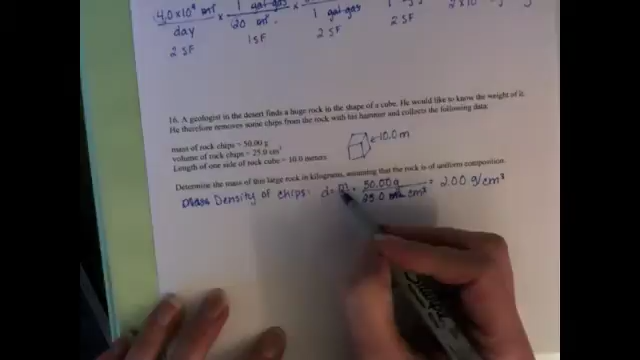 4.0 x 10⁸ mi x 1 gal gas x
day 20 mi 1 gal gas
2 SF 1 SF 2 SF 2 SF
16. A geologist in the desert finds a huge rock in the shape of a cube. He would like to know the weight of it.
He therefore removes some chips from the rock with his hammer and collects the following data:
mass of rock chips = 50.00 g
volume of rock chips = 25.0 cm³
Length of one side of rock cube = 10.0 meters
10.0 m
Determine the mass of this large rock in kilograms, assuming that the rock is of uniform composition.
Density of chips: d = m = 50.00 g = 2.00 g/cm³
25.0 cm³
Sharpie